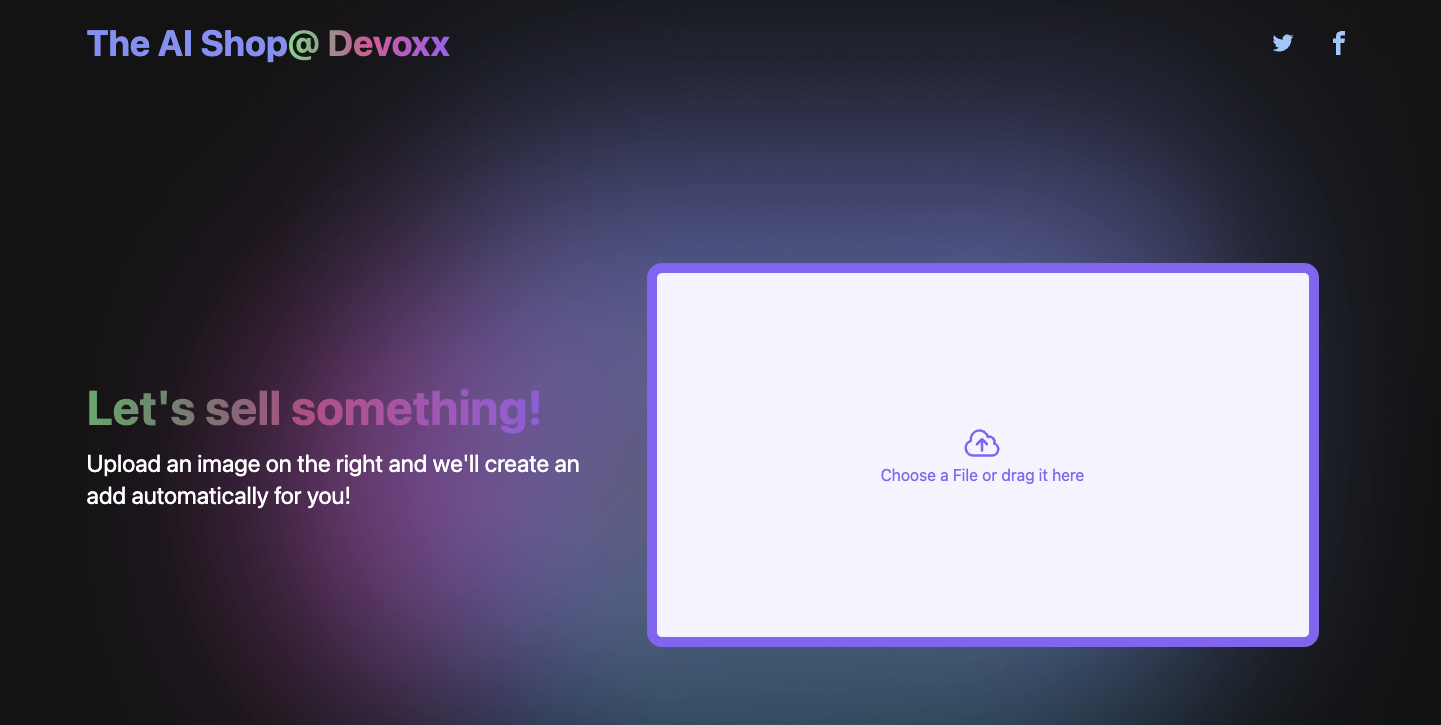 The AI Shop@ Devoxx
Let's sell something!
Upload an image on the right and we'll create an
add automatically for you!
Choose a File or drag it here